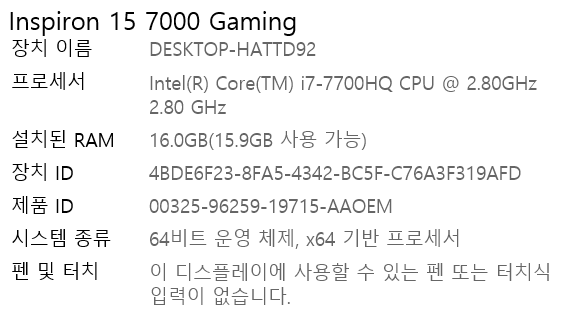 Inspiron 15 7000 Gaming
장치 이름 DESKTOP-HATTD92
프로세서 Intel(R) Core(TM) i7-7700HQ CPU @ 2.80GHz
2.80 GHz
설치된 RAM 16.0GB(15.9GB 사용 가능)
장치 ID 4BDE6F23-8FA5-4342-BC5F-C76A3F319AFD
제품 ID 00325-96259-19715-AAOEM
시스템 종류 64비트 운영 체제, x64 기반 프로세서
펜 및 터치 이 디스플레이에 사용할 수 있는 펜 또는 터치식
입력이 없습니다.